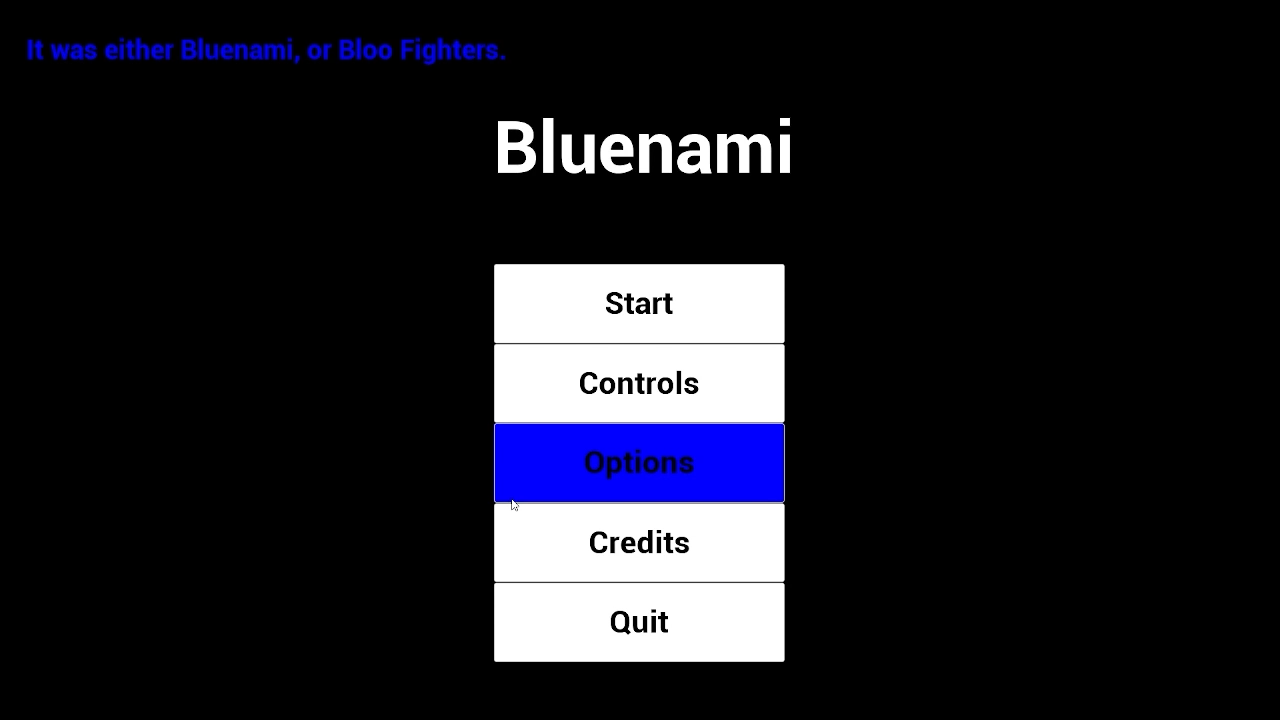 It was either Bluenami, or Bloo Fighters.
Bluenami
Start
Controls
Options
Credits
Quit